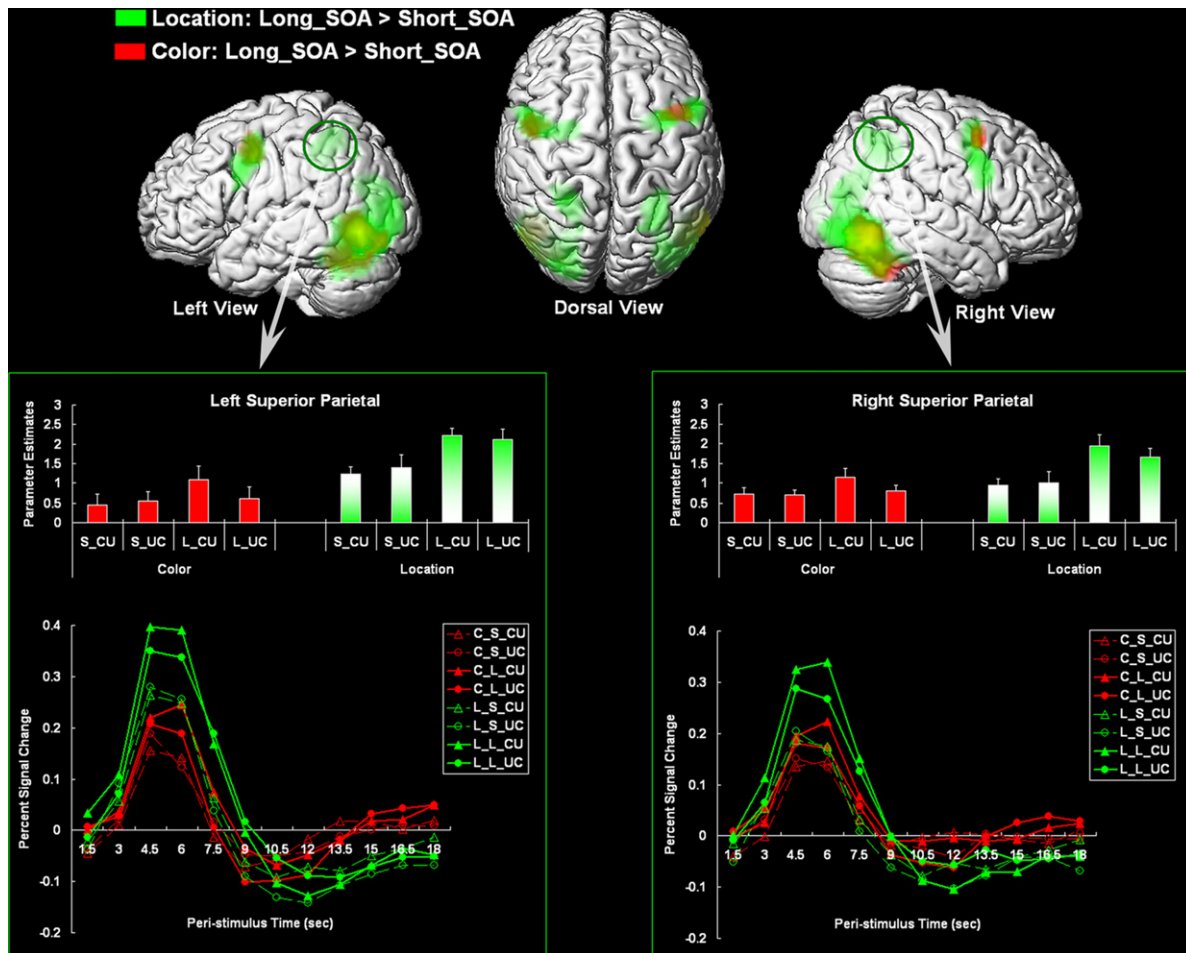 Location: Long_SOA > Short_SOA
Color: Long_SOA > Short_SOA
Left View
Dorsal View
Right View
Left Superior Parietal
Parameter Estimates
3
2.5
2
1.5
1
0.5
0
S_CU S_UC L_CU L_UC S_CU S_UC L_CU L_UC
Color Location
Percent Signal Change
0.4
0.3
0.2
0.1
0
-0.1
-0.2
1.5 3 4.5 6 7.5 9 10.5 12 13.5 15 16.5 18
Peri-stimulus Time (sec)
C_S_CU
C_S_UC
C_L_CU
C_L_UC
L_S_CU
L_S_UC
L_L_CU
L_L_UC
Right Superior Parietal
Parameter Estimates
3
2.5
2
1.5
1
0.5
0
S_CU S_UC L_CU L_UC S_CU S_UC L_CU L_UC
Color Location
Percent Signal Change
0.4
0.3
0.2
0.1
0
-0.1
-0.2
1.5 3 4.5 6 7.5 9 10.5 12 13.5 15 16.5 18
Peri-stimulus Time (sec)
C_S_CU
C_S_UC
C_L_CU
C_L_UC
L_S_CU
L_S_UC
L_L_CU
L_L_UC